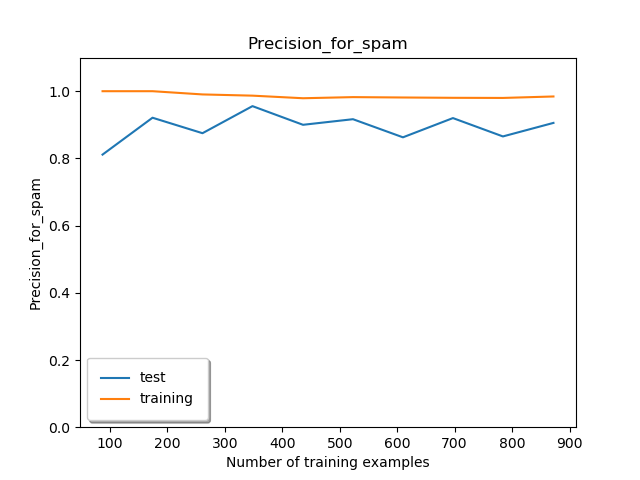 Precision_for_spam
Precision_for_spam
1.0
0.8
0.6
0.4
0.2
0.0
test
training
100 200 300 400 500 600 700 800 900
Number of training examples